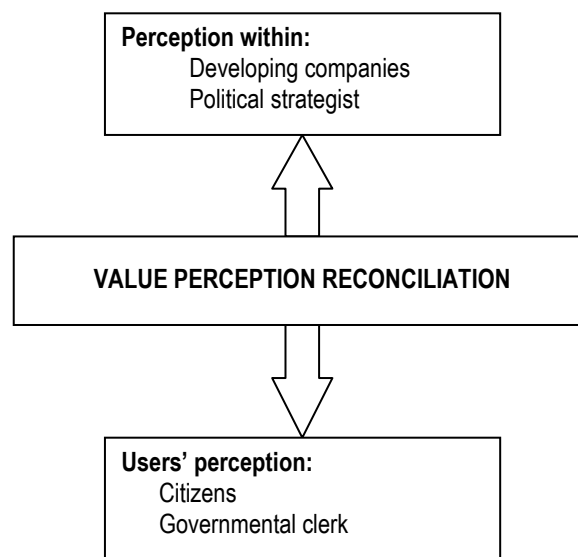 Perception within:
Developing companies
Political strategist
VALUE PERCEPTION RECONCILIATION
Users’ perception:
Citizens
Governmental clerk